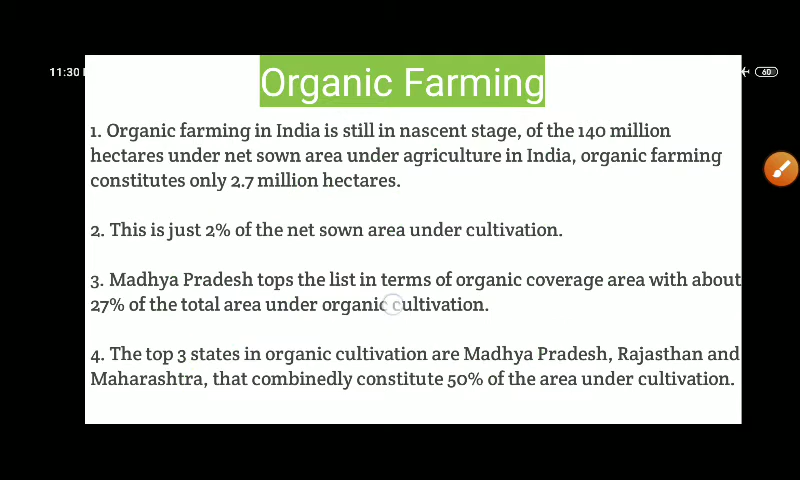 11:30
60
Organic Farming
1. Organic farming in India is still in nascent stage, of the 140 million
hectares under net sown area under agriculture in India, organic farming
constitutes only 2.7 million hectares.
2. This is just 2% of the net sown area under cultivation.
3. Madhya Pradesh tops the list in terms of organic coverage area with about
27% of the total area under organic cultivation.
4. The top 3 states in organic cultivation are Madhya Pradesh, Rajasthan and
Maharashtra, that combinedly constitute 50% of the area under cultivation.